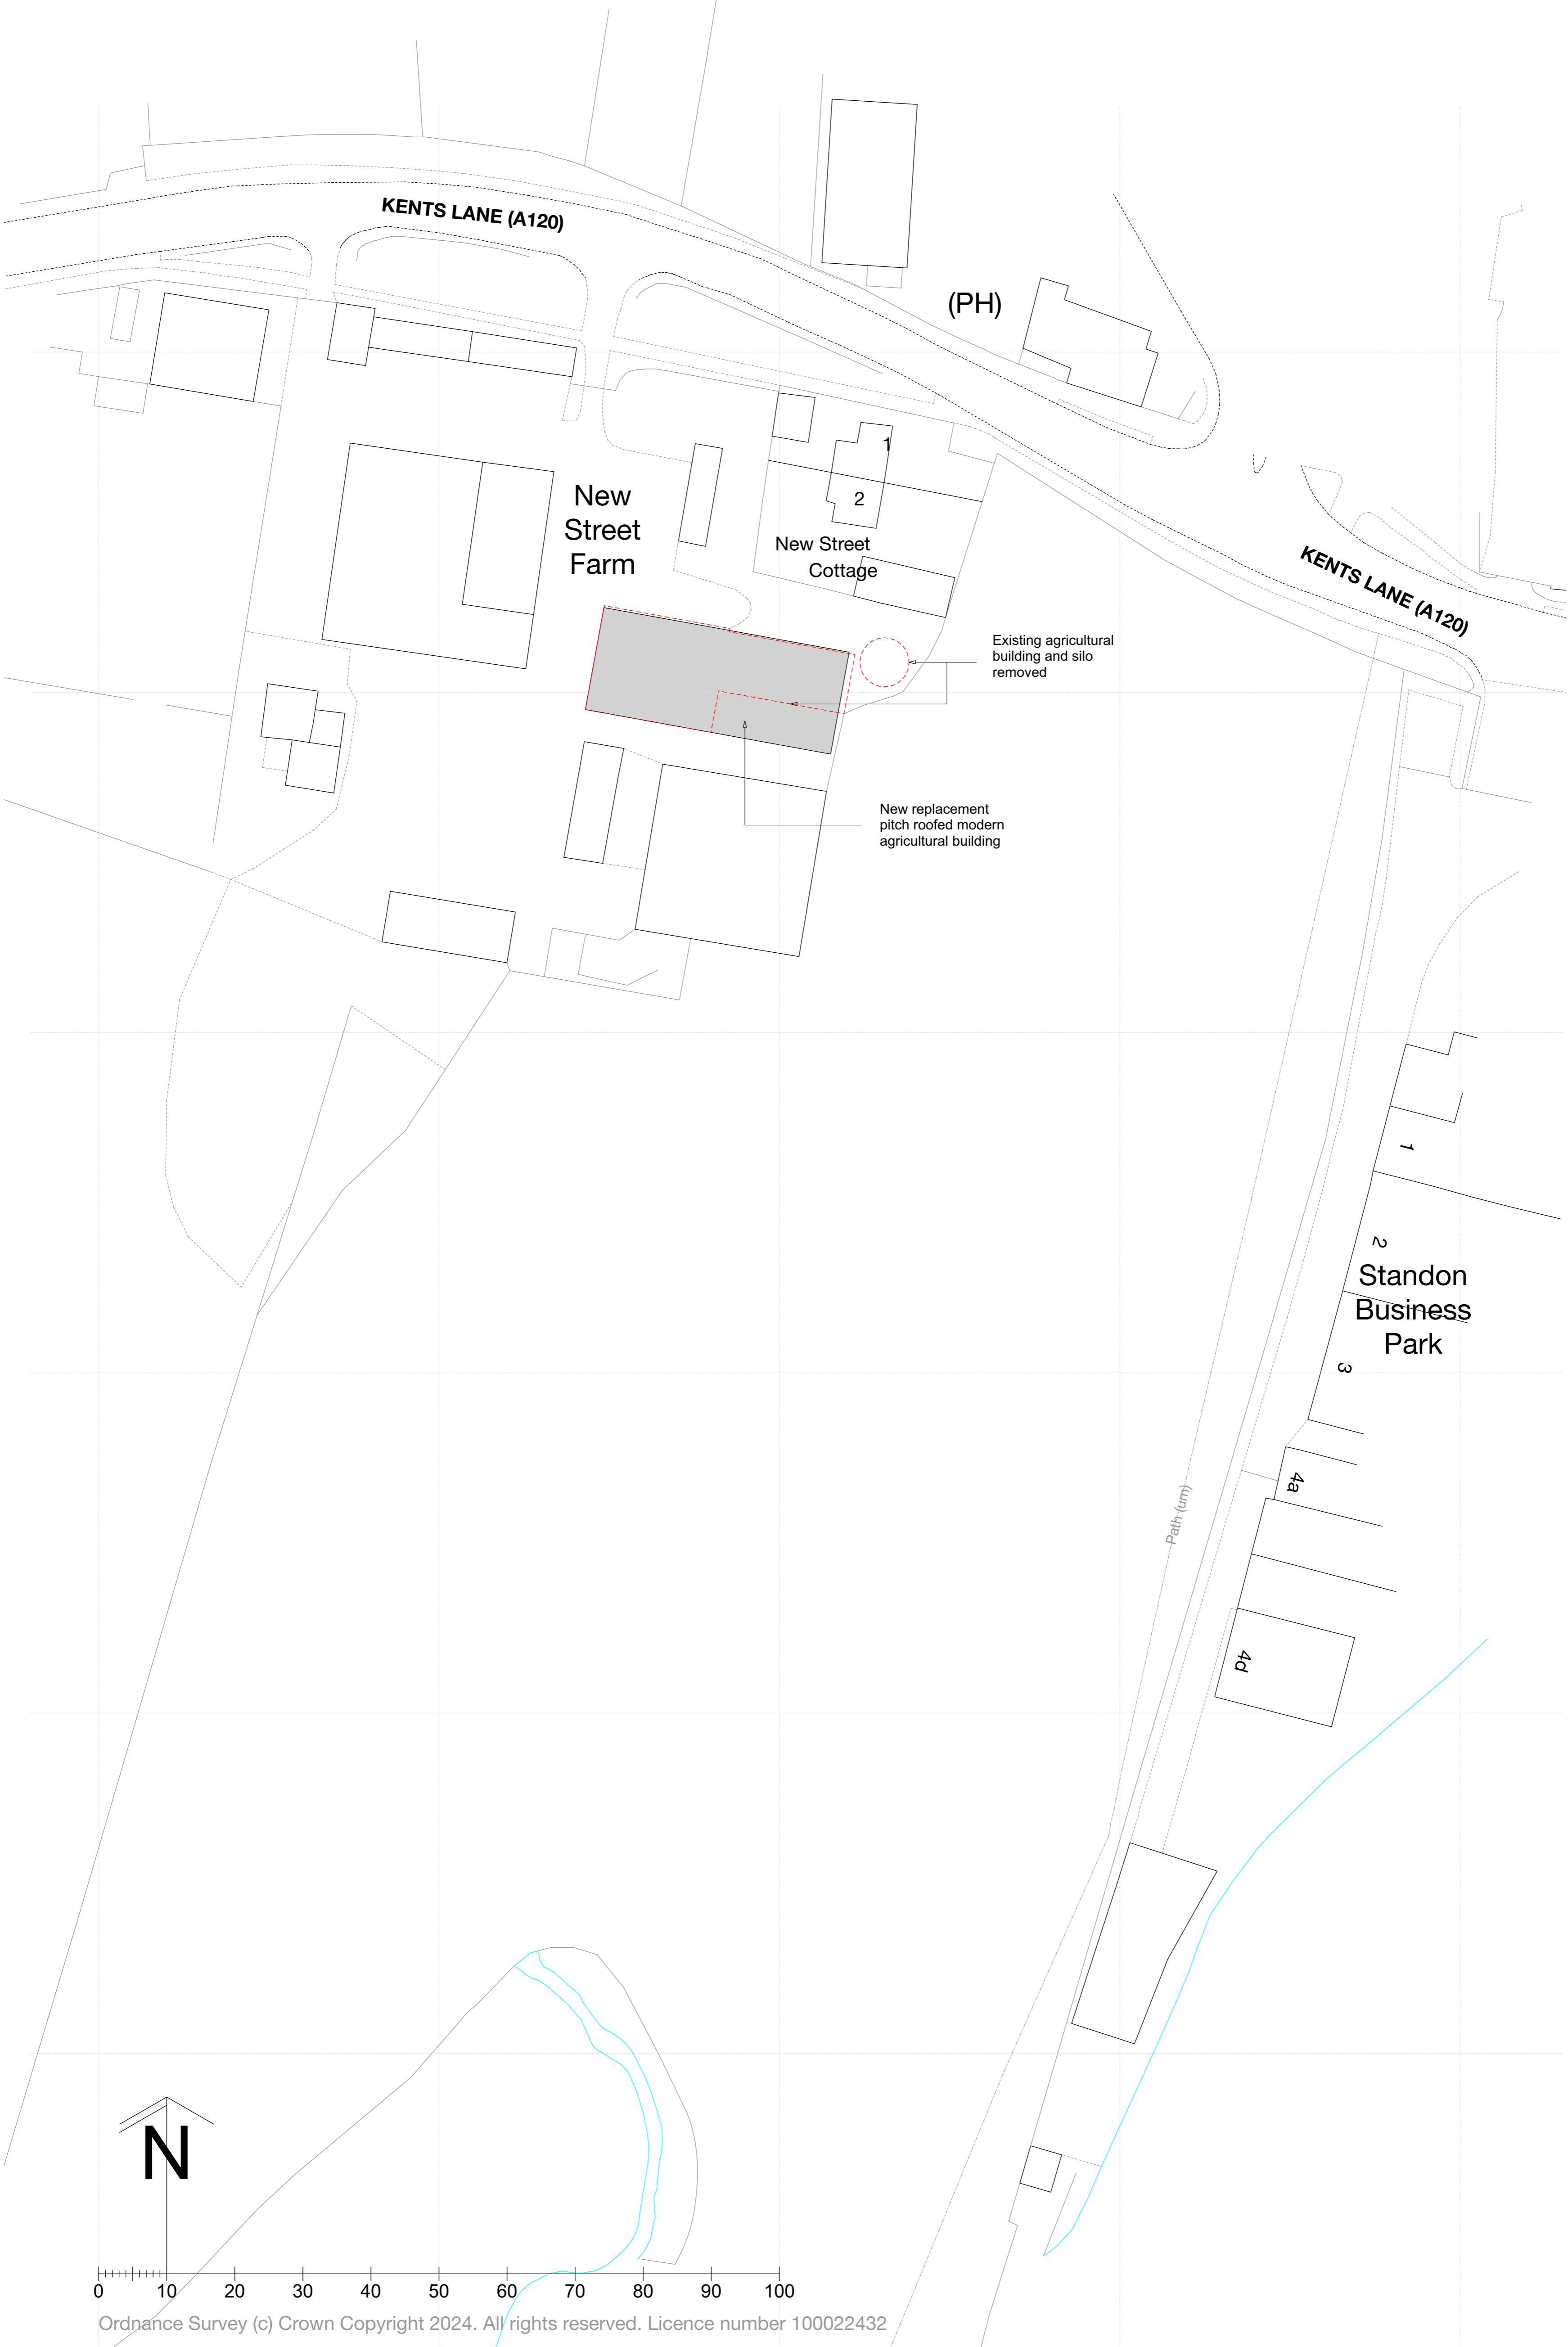 KENTS LANE (A120)
(PH)
1
2
New
Street
Farm
New Street
Cottage
KENTS LANE (A120)
Existing agricultural
building and silo
removed
New replacement
pitch roofed modern
agricultural building
1
2
Standon
Business
Park
3
4a
Path (um)
4d
N
0 10 20 30 40 50 60 70 80 90 100
Ordnance Survey (c) Crown Copyright 2024. All rights reserved. Licence number 100022432